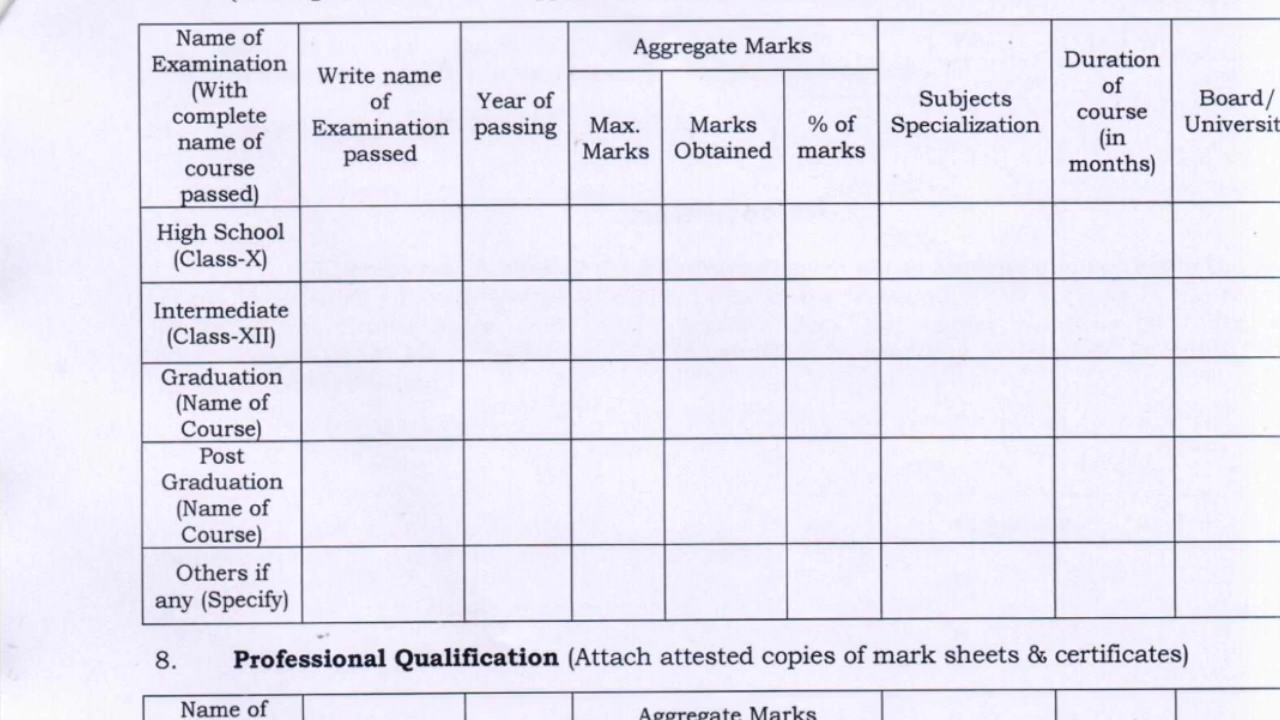 Name of
Examination
(With
complete
name of
course
passed)
Write name
of
Examination
passed
Year of
passing
Aggregate Marks
Max.
Marks
Marks
Obtained
% of
marks
Subjects
Specialization
Duration
of
course
(in
months)
Board/
Universit
High School
(Class-X)
Intermediate
(Class-XII)
Graduation
(Name of
Course)
Post
Graduation
(Name of
Course)
Others if
any (Specify)
8. Professional Qualification (Attach attested copies of mark sheets & certificates)
Name of
Aggregate Marks